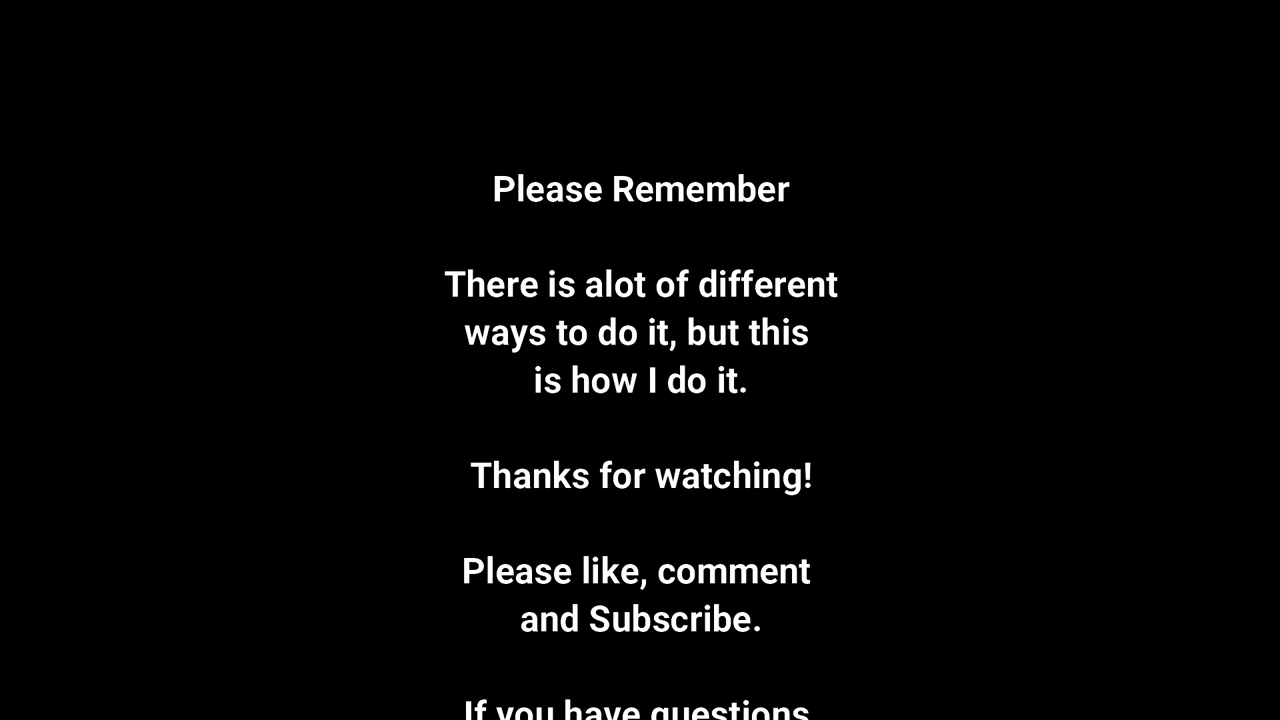 Please Remember
There is alot of different
ways to do it, but this
is how I do it.
Thanks for watching!
Please like, comment
and Subscribe.
If you have questions